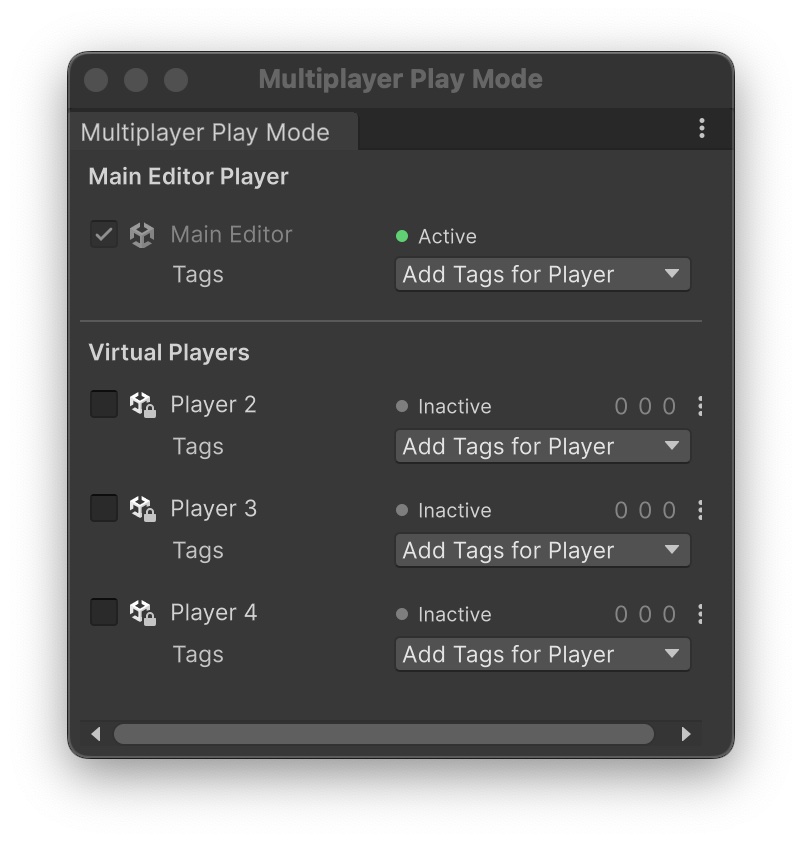 Multiplayer Play Mode
Multiplayer Play Mode
Main Editor Player
Main Editor Active
Tags Add Tags for Player
Virtual Players
Player 2 Inactive 0 0 0
Tags Add Tags for Player
Player 3 Inactive 0 0 0
Tags Add Tags for Player
Player 4 Inactive 0 0 0
Tags Add Tags for Player